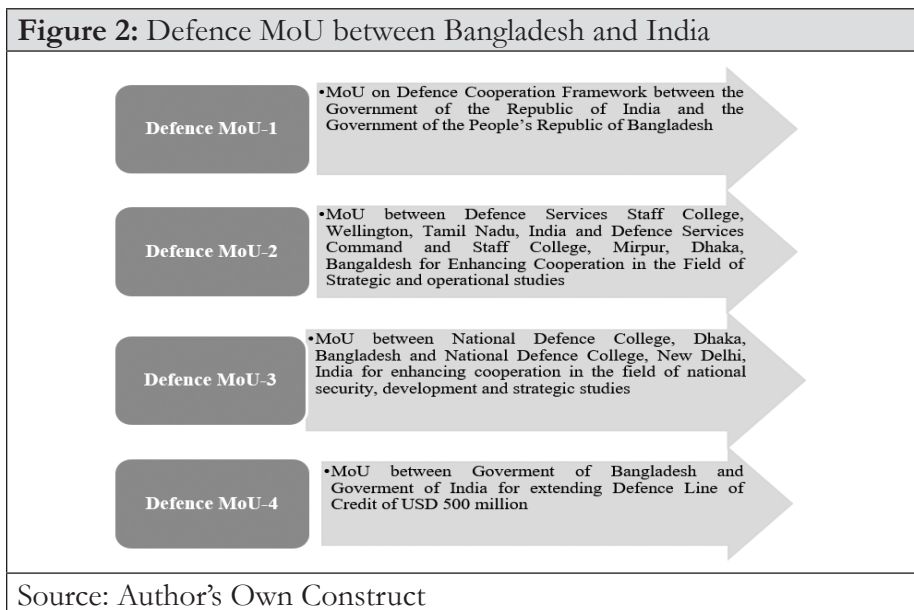 Figure 2: Defence MoU between Bangladesh and India
Defence MoU-1
•MoU on Defence Cooperation Framework between the
Government of the Republic of India and the
Government of the People's Republic of Bangladesh
Defence MoU-2
•MoU between Defence Services Staff College,
Wellington, Tamil Nadu, India and Defence Services
Command and Staff College, Mirpur, Dhaka,
Bangaldesh for Enhancing Cooperation in the Field of
Strategic and operational studies
Defence MoU-3
•MoU between National Defence College, Dhaka,
Bangladesh and National Defence College, New Delhi,
India for enhancing cooperation in the field of national
security, development and strategic studies
Defence MoU-4
•MoU between Goverment of Bangladesh and
Goverment of India for extending Defence Line of
Credit of USD 500 million
Source: Author's Own Construct